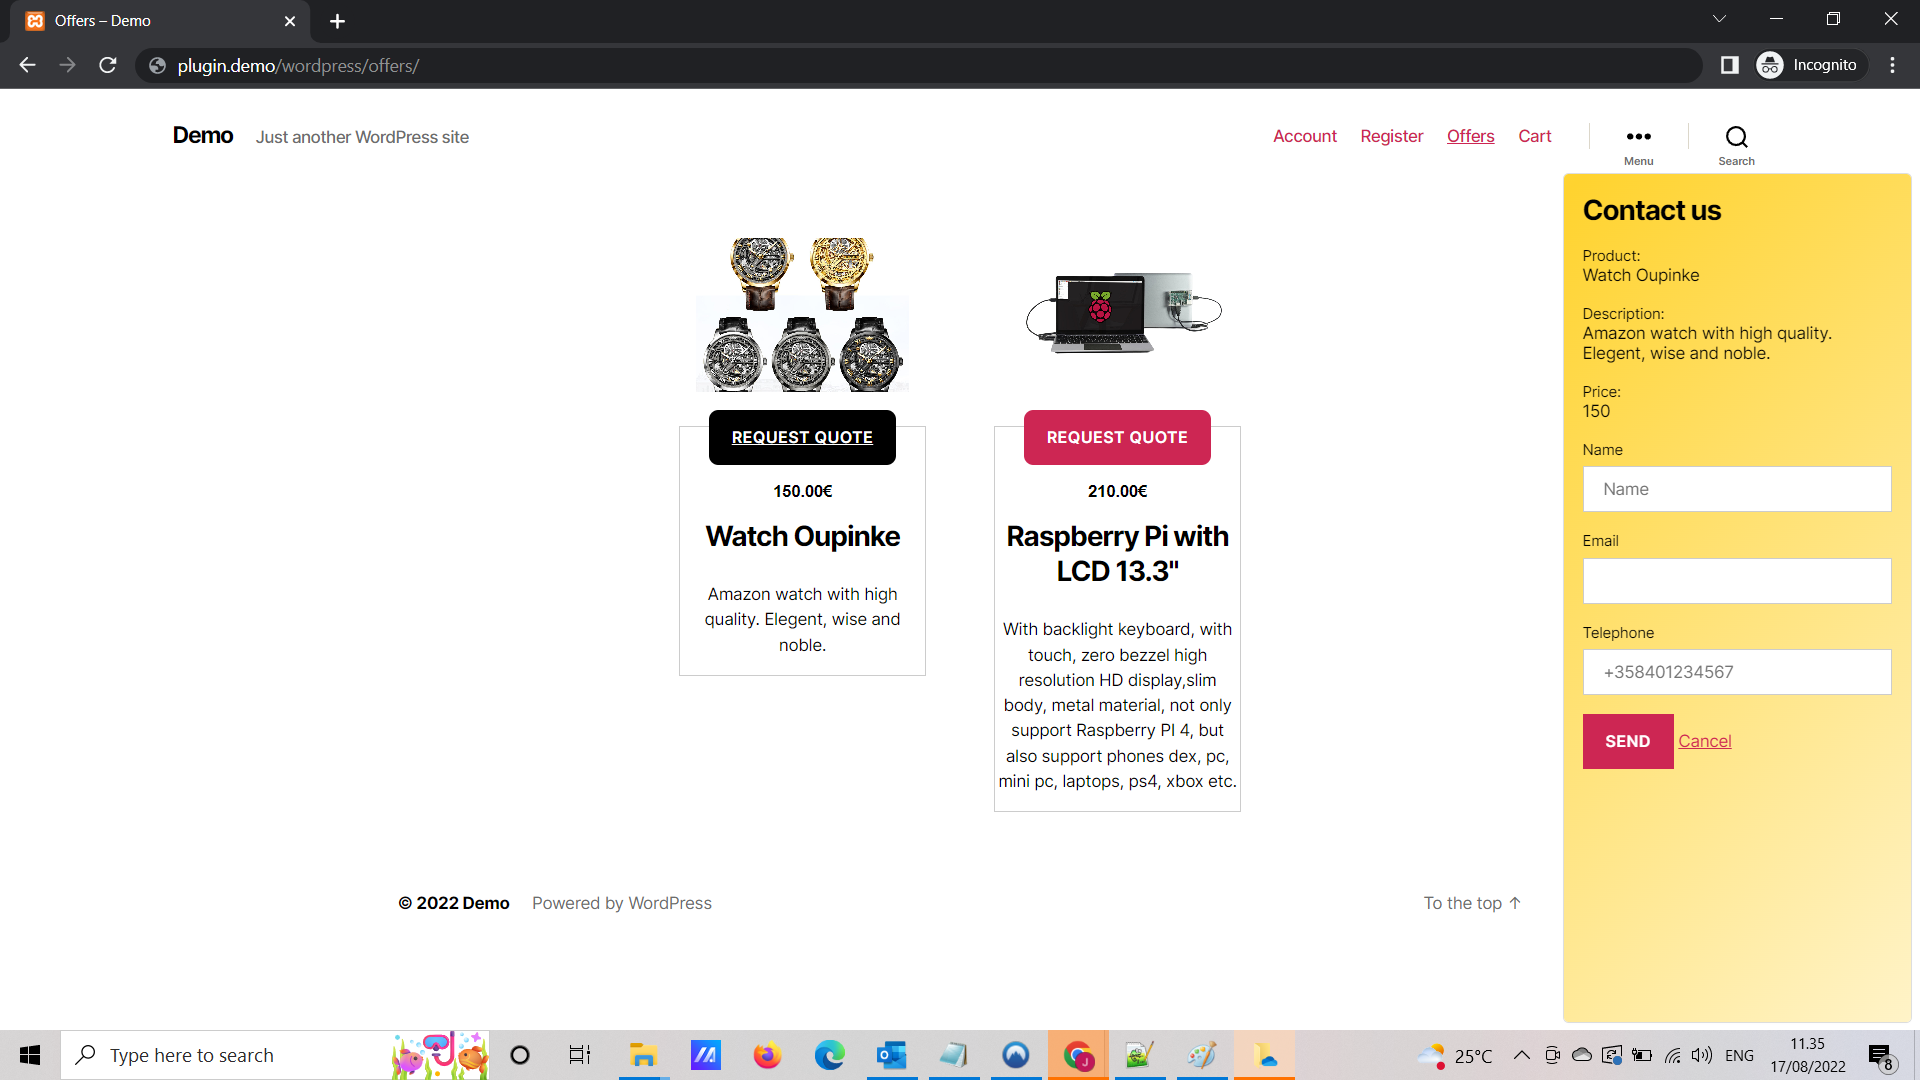 Offers – Demo
plugin.demo/wordpress/offers/
Incognito
Demo
Just another WordPress site
Account
Register
Offers
Cart
Menu
Search
REQUEST QUOTE
150.00€
Watch Oupinke
Amazon watch with high
quality. Elegent, wise and
noble.
REQUEST QUOTE
210.00€
Raspberry Pi with
LCD 13.3"
With backlight keyboard, with
touch, zero bezzel high
resolution HD display,slim
body, metal material, not only
support Raspberry PI 4, but
also support phones dex, pc,
mini pc, laptops, ps4, xbox etc.
Contact us
Product:
Watch Oupinke
Description:
Amazon watch with high quality.
Elegent, wise and noble.
Price:
150
Name
Name
Email
Telephone
+358401234567
SEND
Cancel
© 2022 Demo
Powered by WordPress
To the top ↑
Type here to search
25°C
ENG
11.35
17/08/2022
8